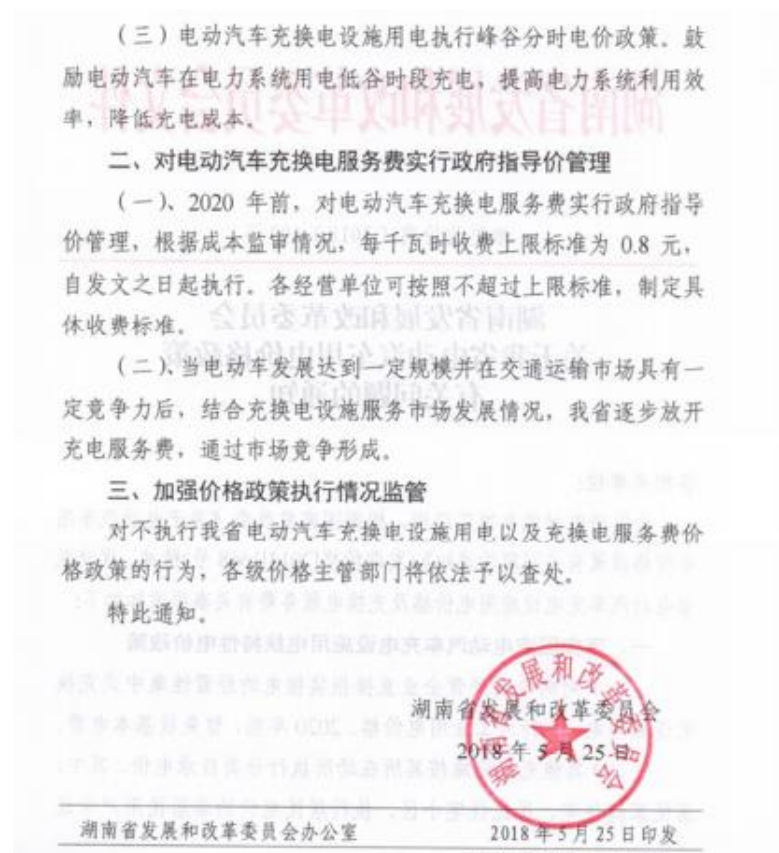 （三）电动汽车充换电设施用电执行峰谷分时电价政策。鼓
励电动汽车在电力系统用电低谷时段充电，提高电力系统利用效
率，降低充电成本。
二、对电动汽车充换电服务费实行政府指导价管理
（一）、2020 年前，对电动汽车充换电服务费实行政府指导
价管理，根据成本监审情况，每千瓦时收费上限标准为 0.8 元，
自发文之日起执行。各经营单位可按照不超过上限标准，制定具
体收费标准。
（二）、当电动车发展达到一定规模并在交通运输市场具有一
定竞争力后，结合充换电设施服务市场发展情况，我省逐步放开
充电服务费，通过市场竞争形成。
三、加强价格政策执行情况监管
对不执行我省电动汽车充换电设施用电以及充换电服务费价
格政策的行为，各级价格主管部门将依法予以查处。
特此通知。
湖南省发展和改革委员会
2018 年 5 月 25 日
湖南省发展和改革委员会
湖南省发展和改革委员会办公室
2018 年 5 月 25 日印发